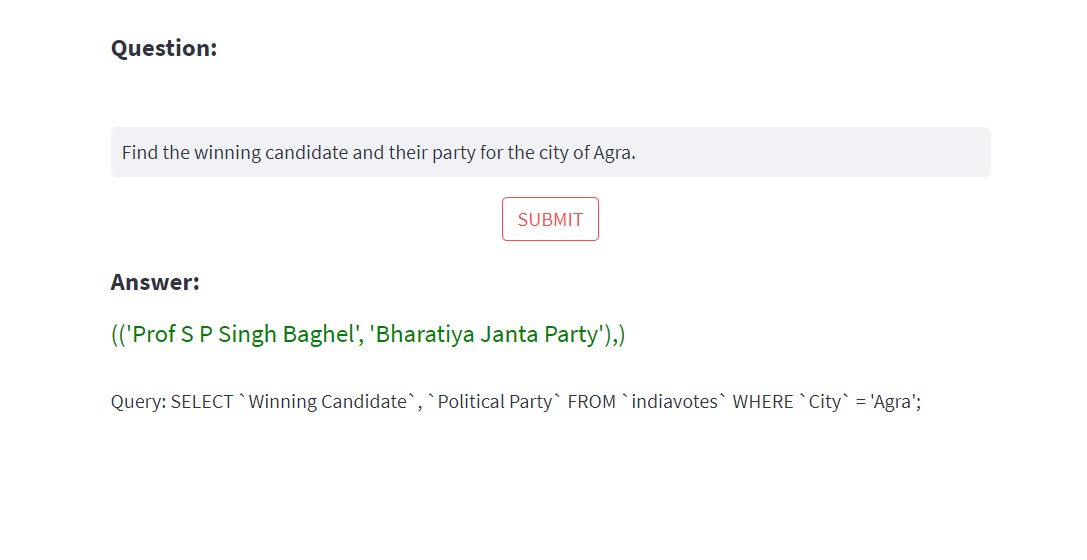 Question:
Find the winning candidate and their party for the city of Agra.
SUBMIT
Answer:
(('Prof S P Singh Baghel', 'Bharatiya Janta Party'),)
Query: SELECT `Winning Candidate`, `Political Party` FROM `indiavotes` WHERE `City` = 'Agra';